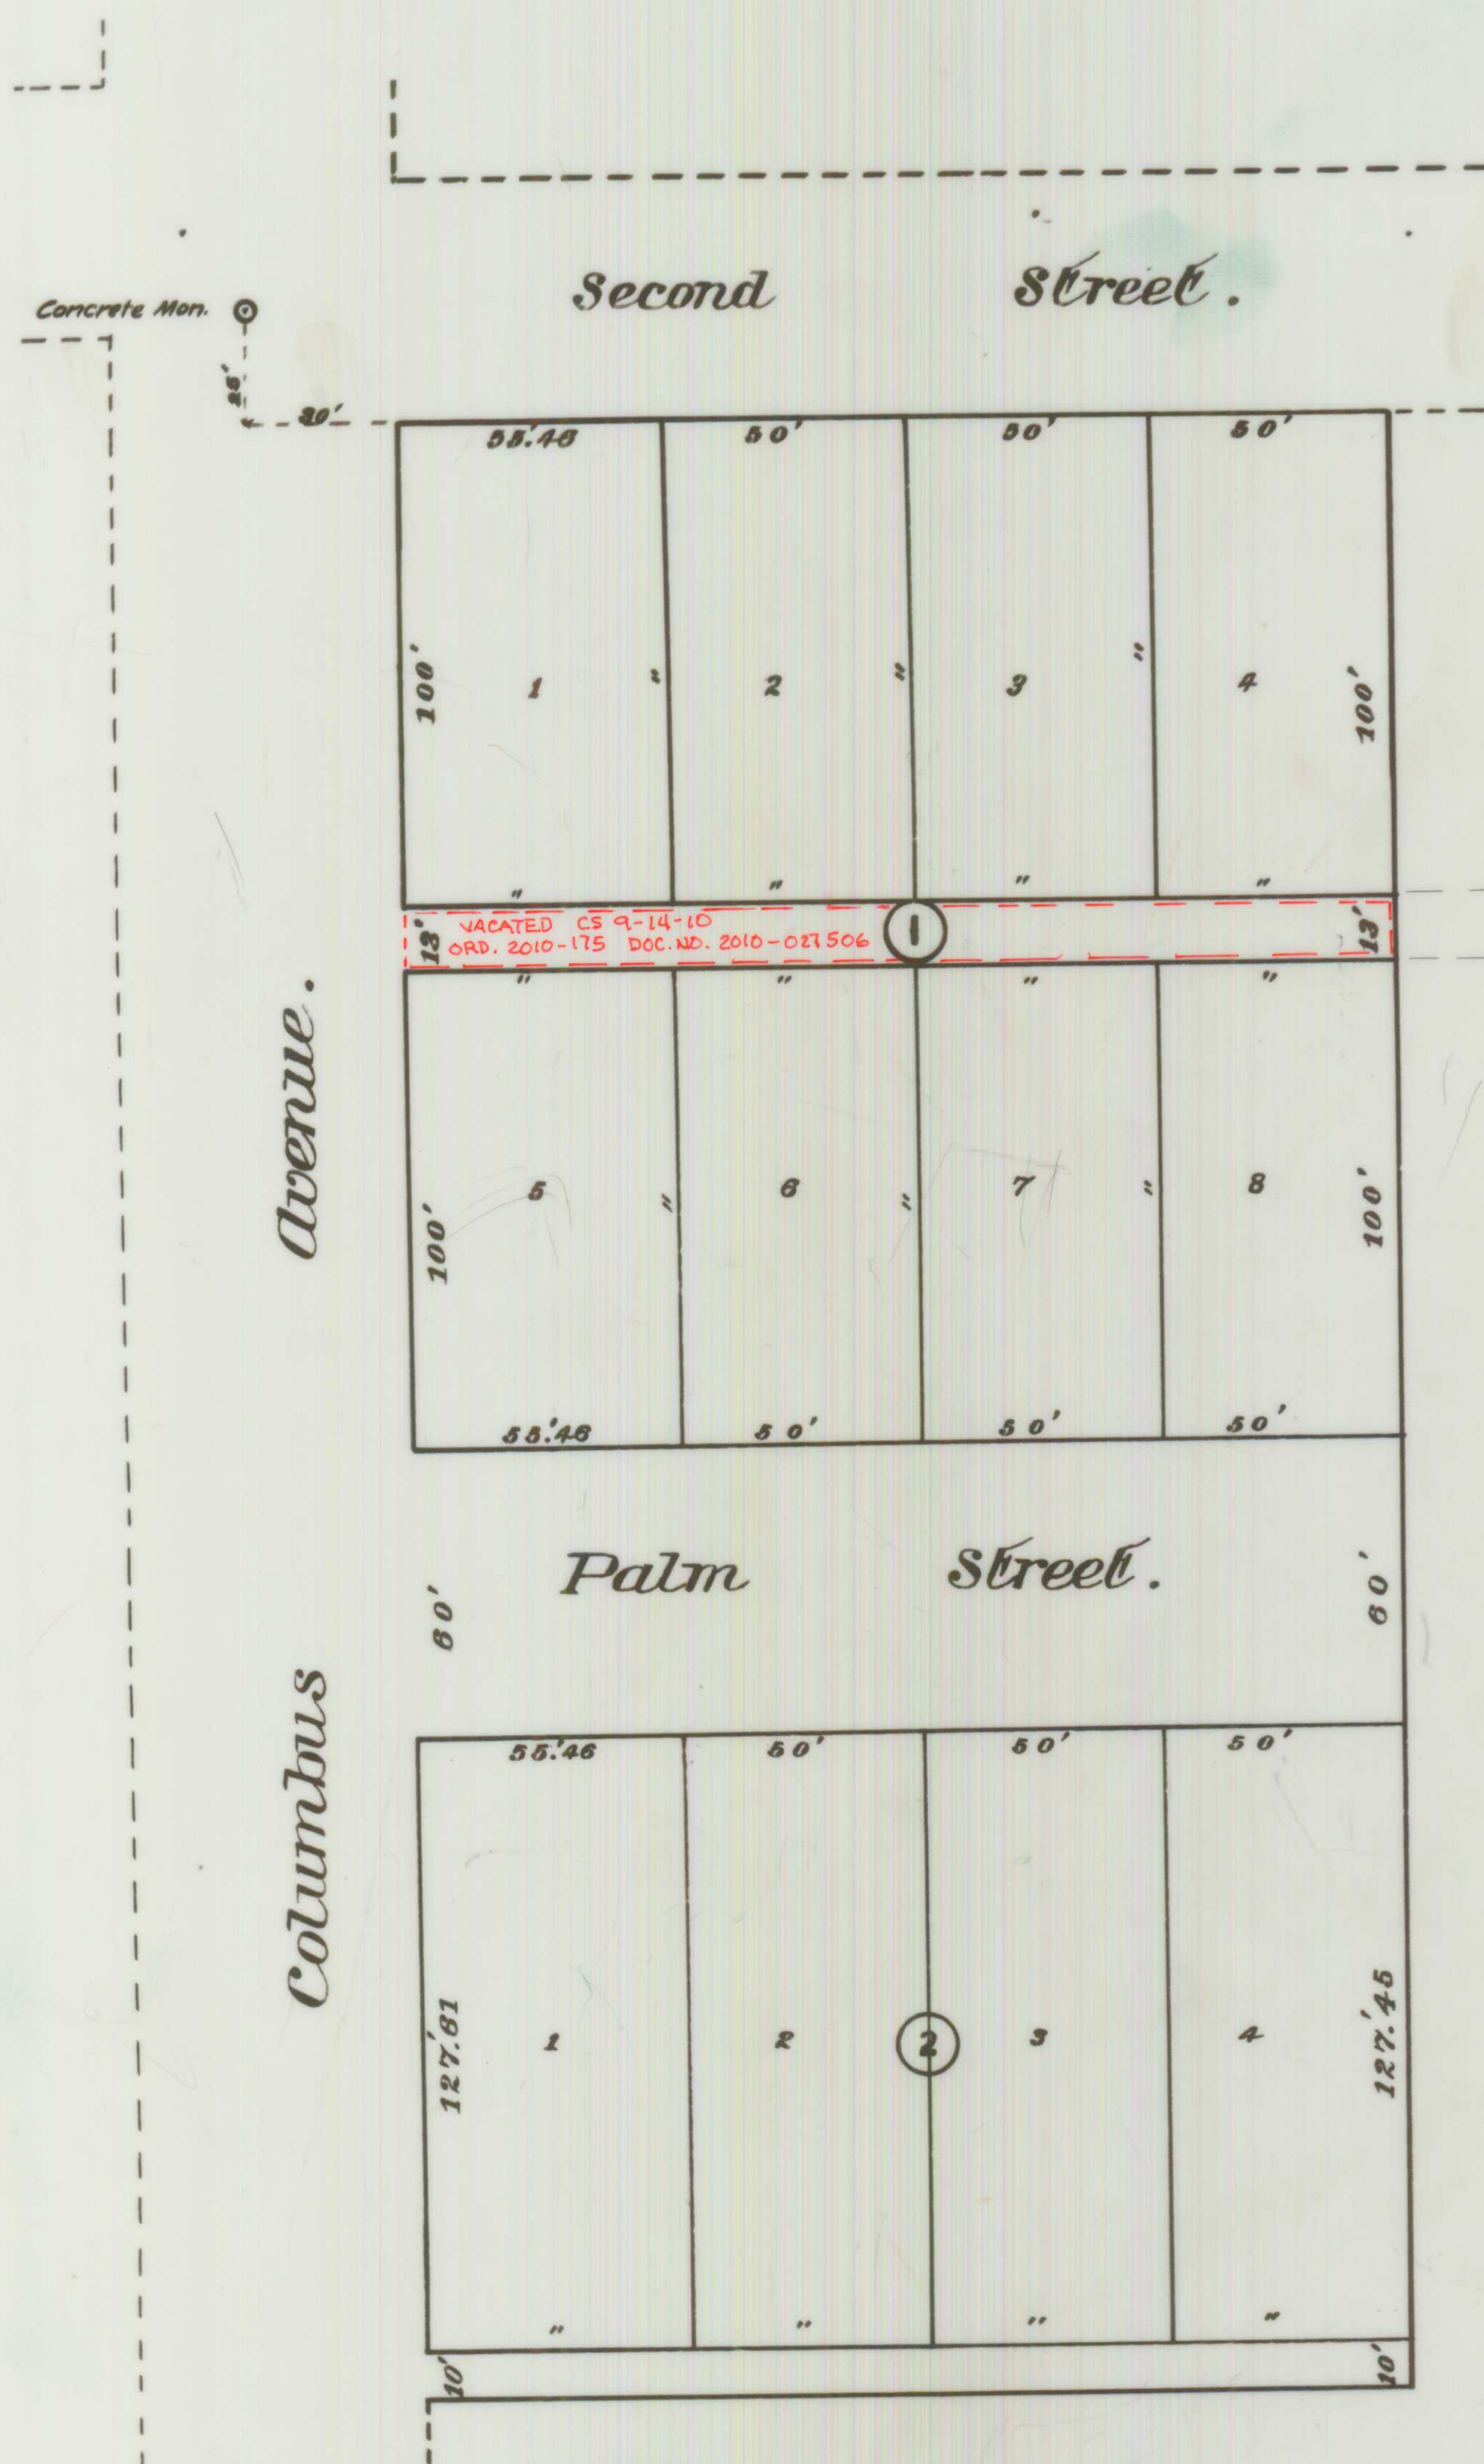 Second Street.
Concrete Mon.
25'
30'
55.'46 50' 50' 50'
100' 1 " 2 " 3 " 4 100'
" " " "
13' VACATED CS 9-14-10 1 13'
ORD. 2010-175 DOC.NO. 2010-027506
" " " "
100' 5 " 6 " 7 " 8 100'
55.'46 50' 50' 50'
Columbus Avenue.
60' Palm Street. 60'
55.'46 50' 50' 50'
127.'61 1 2 2 3 4 127.'45
" " " "
10' 10'